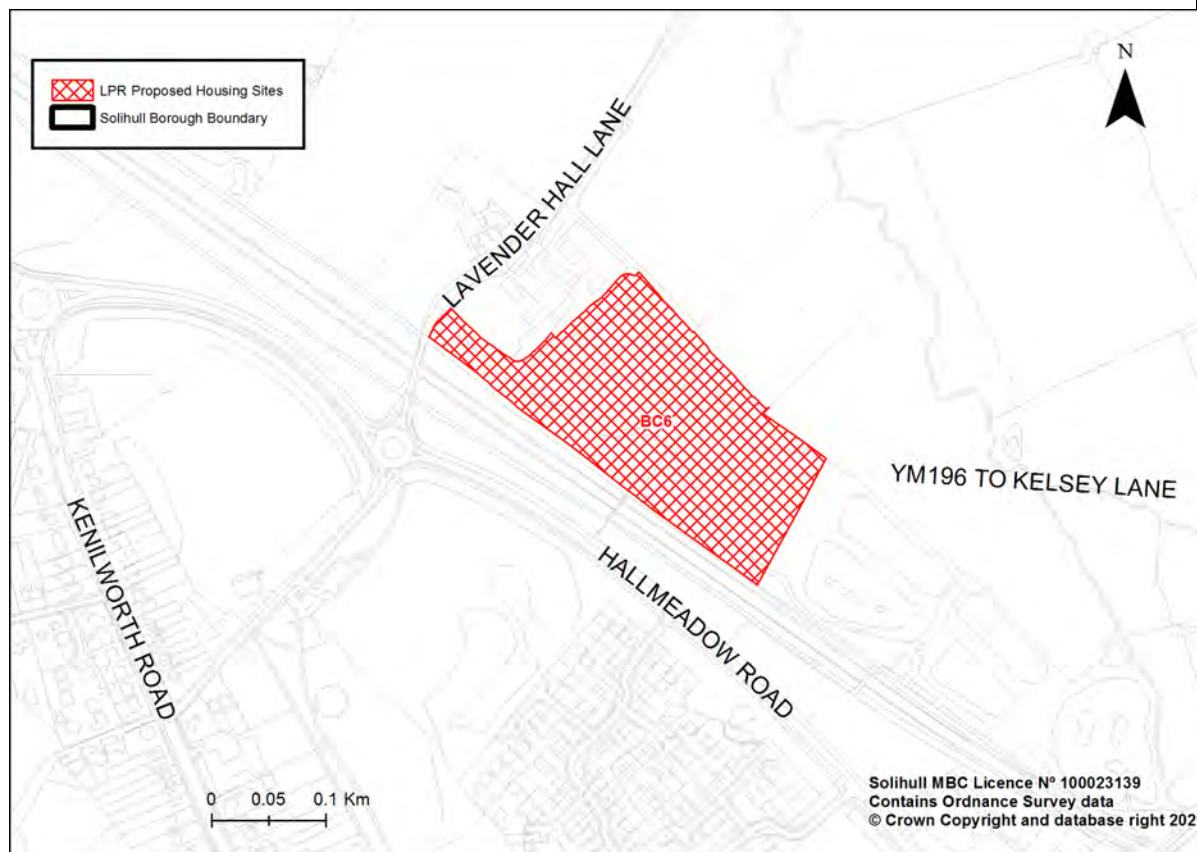 N
LPR Proposed Housing Sites
Solihull Borough Boundary
LAVENDER HALL LANE
BC6
YM196 TO KELSEY LANE
KENILWORTH ROAD
HALLMEADOW ROAD
0 0.05 0.1 Km
Solihull MBC Licence Nº 100023139
Contains Ordnance Survey data
© Crown Copyright and database right 202